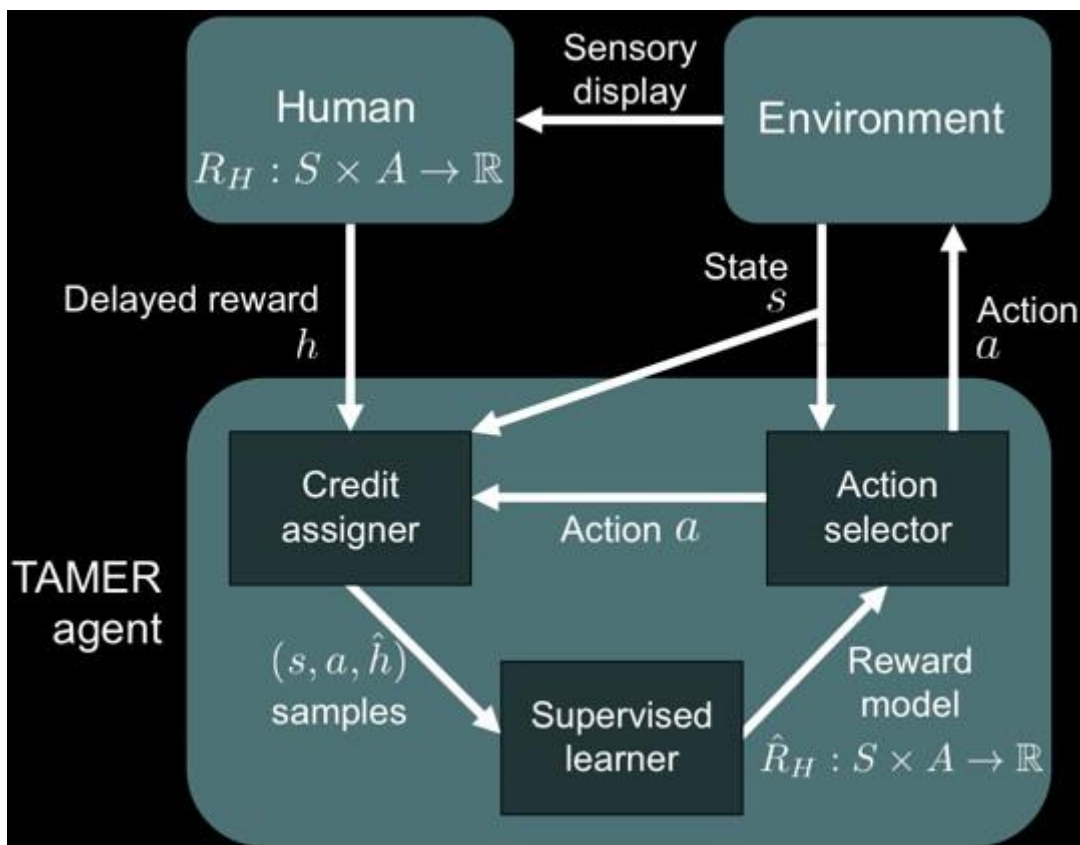 Human
R_H : S × A → ℝ
Sensory
display
Environment
Delayed reward
h
State
s
Action
a
Credit
assigner
Action a
Action
selector
TAMER
agent
(s, a, ĥ)
samples
Supervised
learner
Reward
model
R̂_H : S × A → ℝ